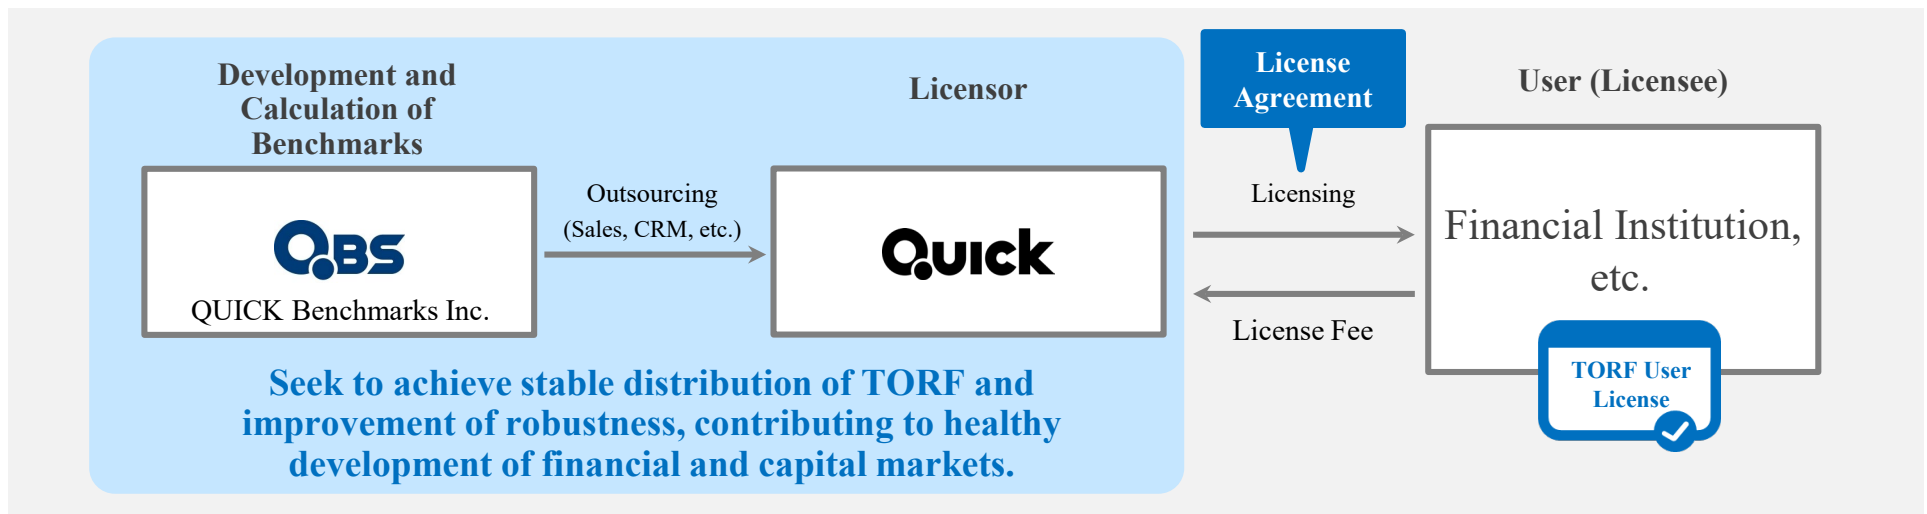 Development and
Calculation of
Benchmarks
QBS
QUICK Benchmarks Inc.
Outsourcing
(Sales, CRM, etc.)
Licensor
QUICK
Seek to achieve stable distribution of TORF and
improvement of robustness, contributing to healthy
development of financial and capital markets.
License
Agreement
Licensing
License Fee
User (Licensee)
Financial Institution,
etc.
TORF User
License